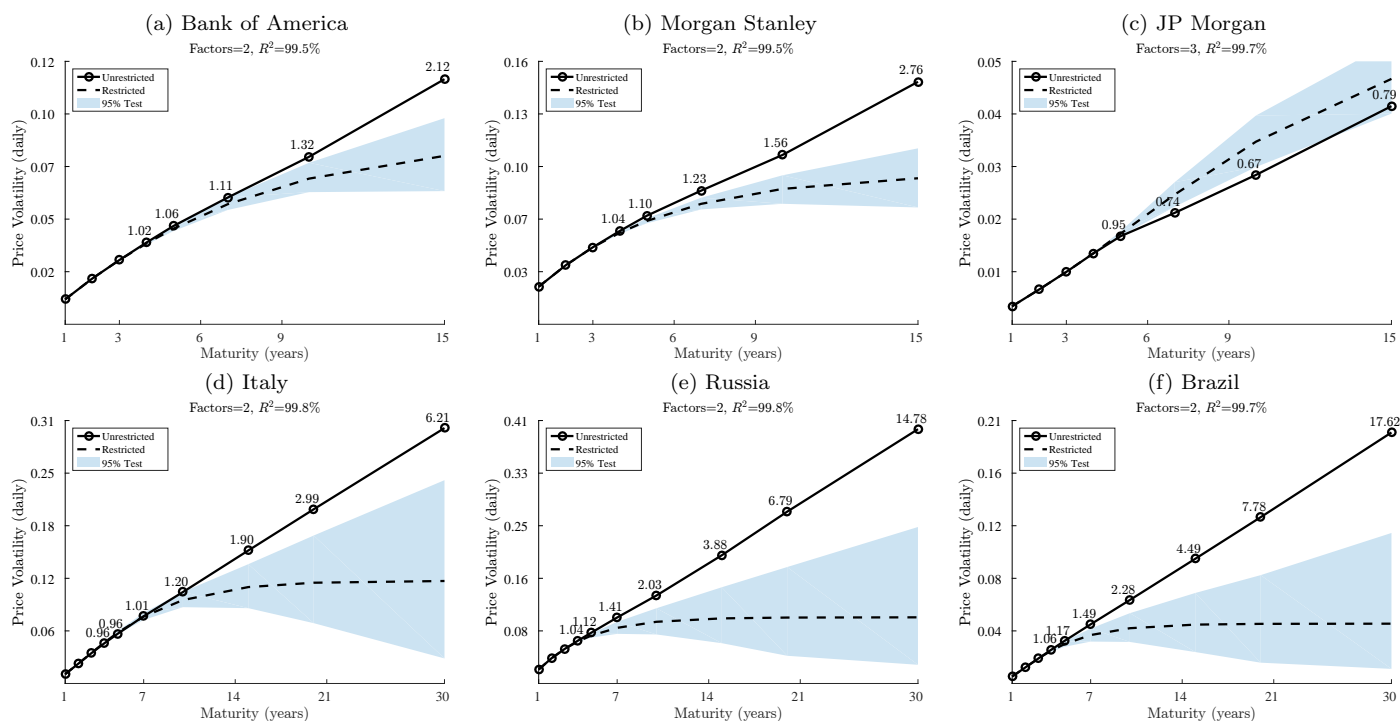 (a) Bank of America
Factors=2, R²=99.5%
0.12
0.10
0.07
0.05
0.02
Price Volatility (daily)
Unrestricted
Restricted
95% Test
1.02
1.06
1.11
1.32
2.12
1
3
6
9
15
Maturity (years)
(b) Morgan Stanley
Factors=2, R²=99.5%
0.16
0.13
0.10
0.07
0.03
Price Volatility (daily)
Unrestricted
Restricted
95% Test
1.04
1.10
1.23
1.56
2.76
1
3
6
9
15
Maturity (years)
(c) JP Morgan
Factors=3, R²=99.7%
0.05
0.04
0.03
0.02
0.01
Price Volatility (daily)
Unrestricted
Restricted
95% Test
0.95
0.74
0.67
0.79
1
3
6
9
15
Maturity (years)
(d) Italy
Factors=2, R²=99.8%
0.31
0.25
0.18
0.12
0.06
Price Volatility (daily)
Unrestricted
Restricted
95% Test
0.96
0.96
1.01
1.20
1.90
2.99
6.21
1
7
14
21
30
Maturity (years)
(e) Russia
Factors=2, R²=99.8%
0.41
0.33
0.25
0.16
0.08
Price Volatility (daily)
Unrestricted
Restricted
95% Test
1.04
1.12
1.41
2.03
3.88
6.79
14.78
1
7
14
21
30
Maturity (years)
(f) Brazil
Factors=2, R²=99.7%
0.21
0.16
0.12
0.08
0.04
Price Volatility (daily)
Unrestricted
Restricted
95% Test
1.06
1.17
1.49
2.28
4.49
7.78
17.62
1
7
14
21
30
Maturity (years)